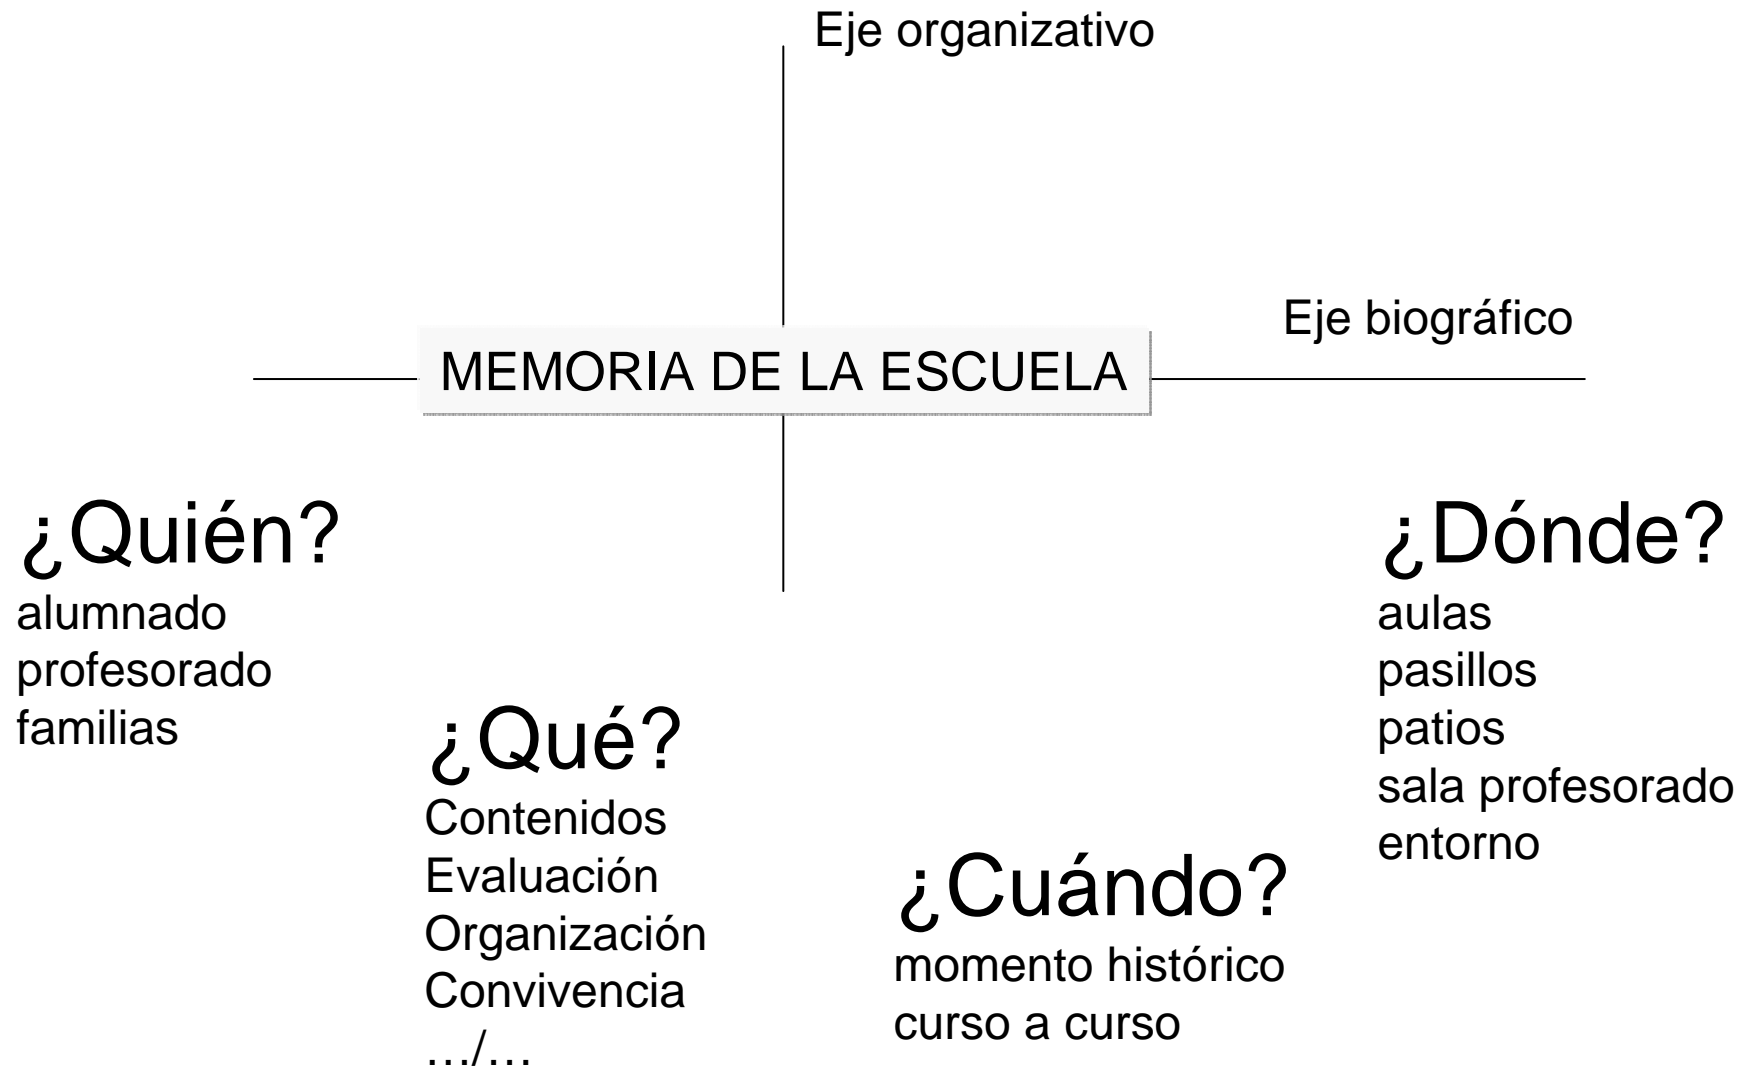 Eje organizativo
Eje biográfico
MEMORIA DE LA ESCUELA
¿Quién?
alumnado
profesorado
familias
¿Qué?
Contenidos
Evaluación
Organización
Convivencia
…/…
¿Cuándo?
momento histórico
curso a curso
¿Dónde?
aulas
pasillos
patios
sala profesorado
entorno